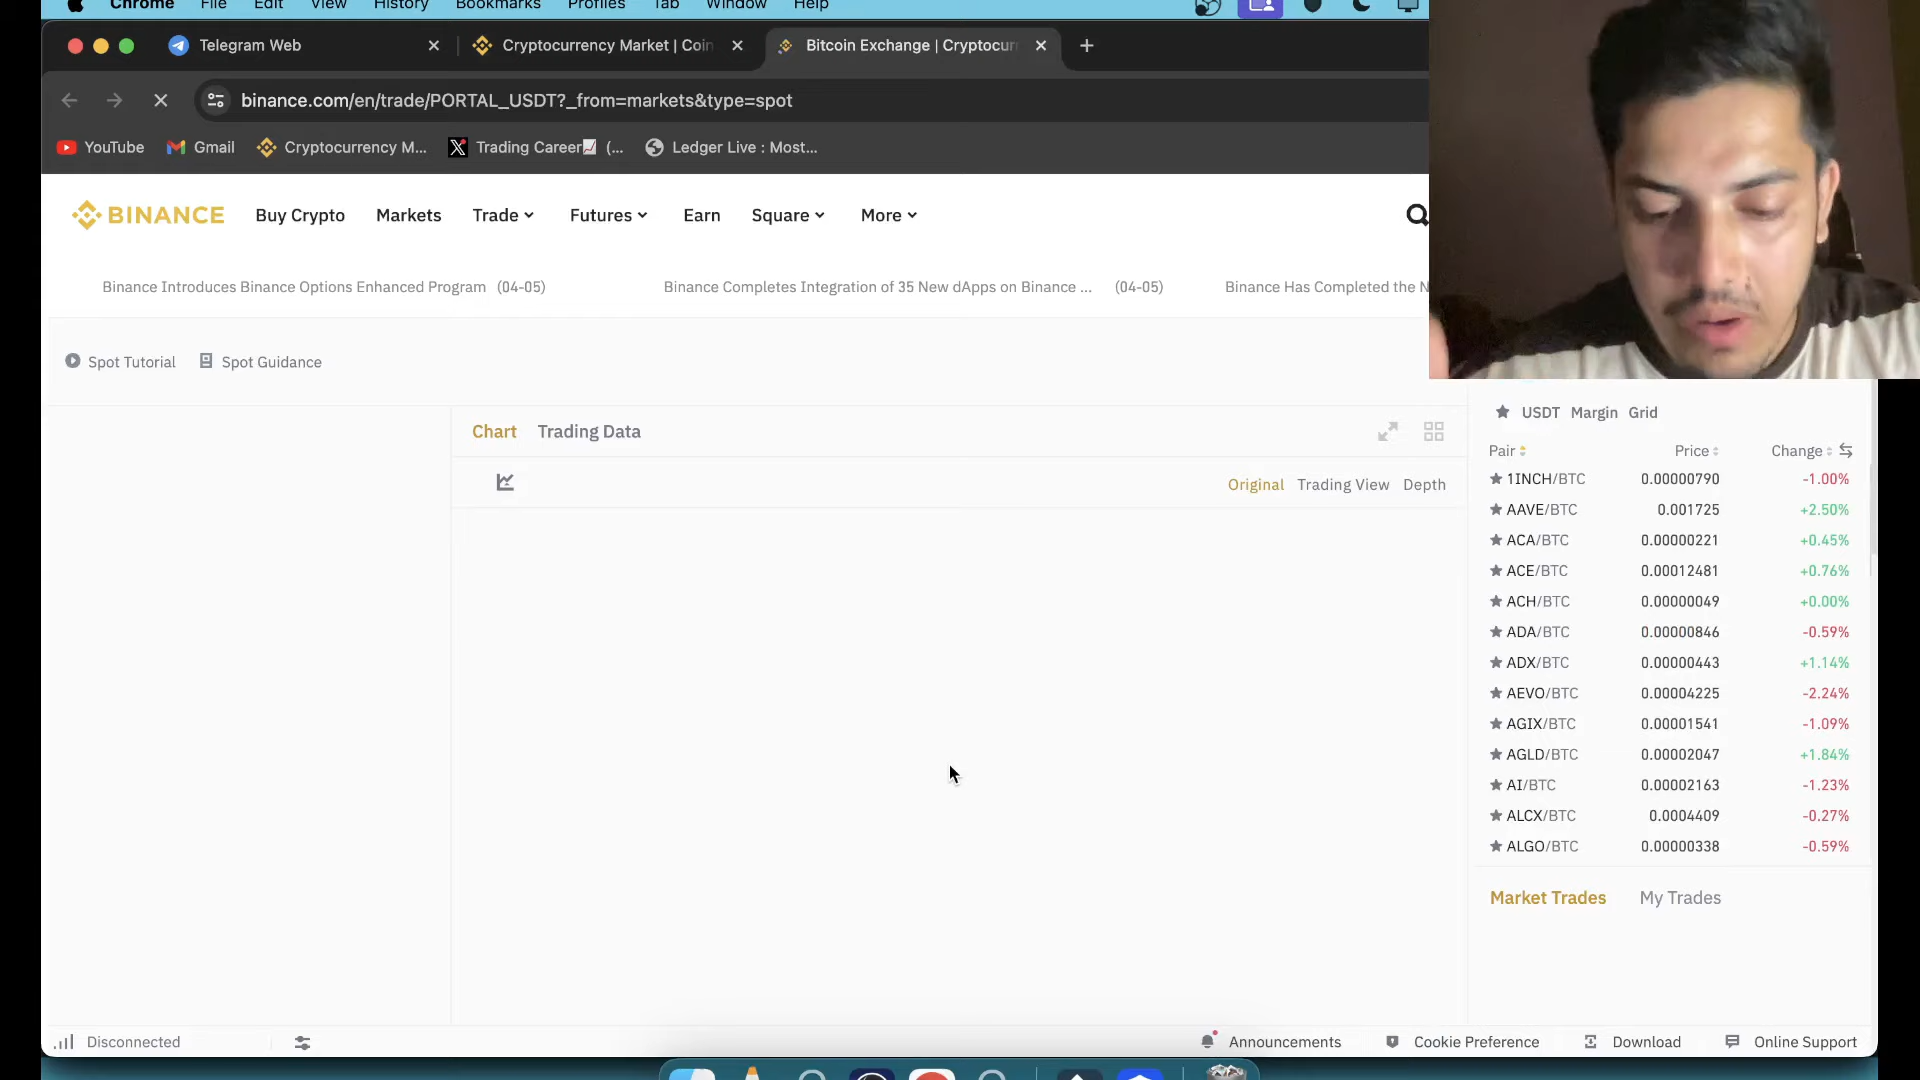 Chrome File Edit View History Bookmarks Profiles Tab Window Help
Telegram Web
Cryptocurrency Market | Coin
Bitcoin Exchange | Cryptocurr
binance.com/en/trade/PORTAL_USDT?_from=markets&type=spot
YouTube Gmail Cryptocurrency M... Trading Career (... Ledger Live : Most...
BINANCE Buy Crypto Markets Trade Futures Earn Square More
Binance Introduces Binance Options Enhanced Program (04-05) Binance Completes Integration of 35 New dApps on Binance ... (04-05) Binance Has Completed the N
Spot Tutorial Spot Guidance
Chart Trading Data
Original Trading View Depth
USDT Margin Grid
Pair Price Change
1INCH/BTC 0.00000790 -1.00%
AAVE/BTC 0.001725 +2.50%
ACA/BTC 0.00000221 +0.45%
ACE/BTC 0.00012481 +0.76%
ACH/BTC 0.00000049 +0.00%
ADA/BTC 0.00000846 -0.59%
ADX/BTC 0.00000443 +1.14%
AEVO/BTC 0.00004225 -2.24%
AGIX/BTC 0.00001541 -1.09%
AGLD/BTC 0.00002047 +1.84%
AI/BTC 0.00002163 -1.23%
ALCX/BTC 0.0004409 -0.27%
ALGO/BTC 0.00000338 -0.59%
Market Trades My Trades
Disconnected
Announcements Cookie Preference Download Online Support